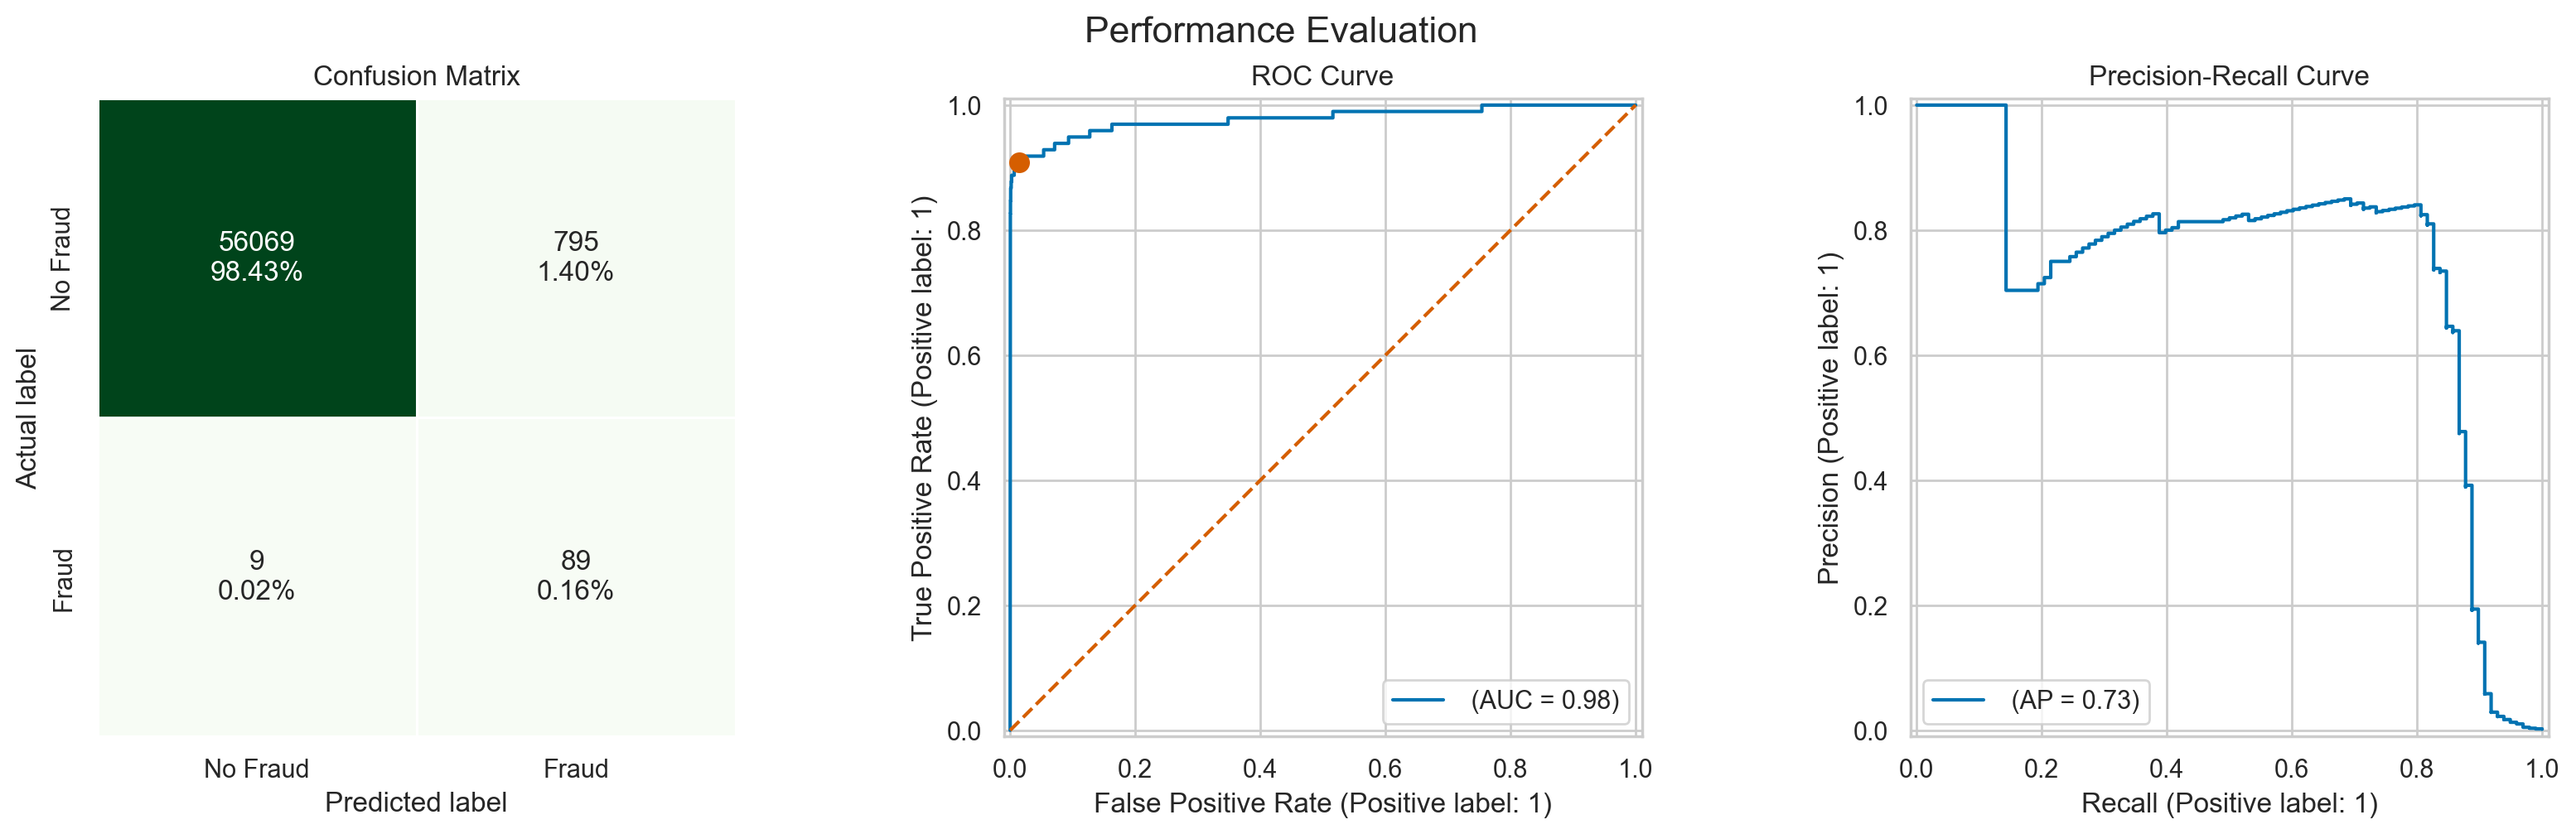 Performance Evaluation
Confusion Matrix
Actual label
No Fraud
Fraud
56069
98.43%
795
1.40%
9
0.02%
89
0.16%
No Fraud
Fraud
Predicted label
ROC Curve
True Positive Rate (Positive label: 1)
1.0
0.8
0.6
0.4
0.2
0.0
(AUC = 0.98)
0.0
0.2
0.4
0.6
0.8
1.0
False Positive Rate (Positive label: 1)
Precision-Recall Curve
Precision (Positive label: 1)
1.0
0.8
0.6
0.4
0.2
0.0
(AP = 0.73)
0.0
0.2
0.4
0.6
0.8
1.0
Recall (Positive label: 1)